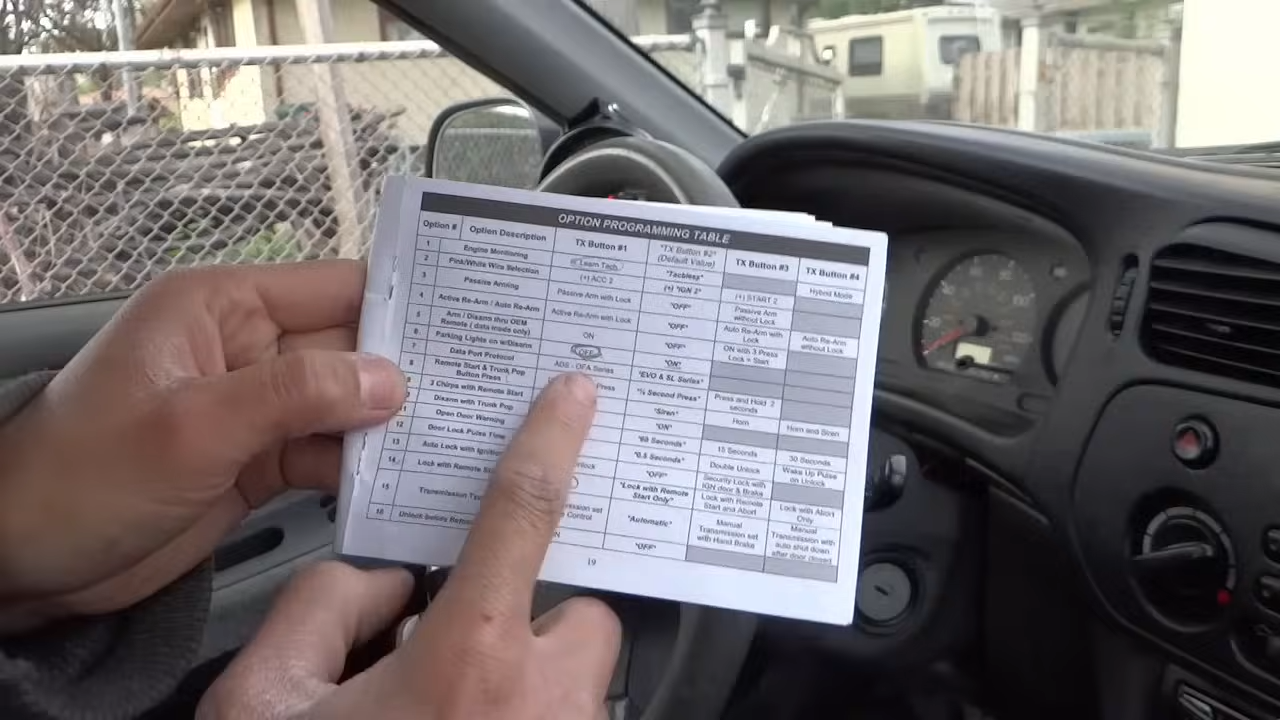 OPTION PROGRAMMING TABLE
Option # Option Description TX Button #1 "TX Button #2" (Default Value) TX Button #3 TX Button #4
1 Engine Monitoring Learn Tach "Tachless" Hybrid Mode
2 Pink/White Wire Selection (+) ACC 2 (+) "IGN 2" (+) START 2
3 Passive Arming Passive Arm with Lock "OFF" Passive Arm without Lock
4 Active Re-Arm / Auto Re-Arm Active Re-Arm with Lock "OFF" Auto Re-Arm with Lock Auto Re-Arm without Lock
5 Arm / Disarm thru OEM Remote (data mode only) ON "OFF" ON with 3 Press Lock = Start
6 Parking Lights on w/Disarm OFF "ON"
7 Data Port Protocol ADS - OFA Series "EVO & SL Series"
8 Remote Start & Trunk Pop Button Press Press "½ Second Press" Press and Hold 2 seconds
3 Chirps with Remote Start "Siren" Horn Horn and Siren
Disarm with Trunk Pop "ON"
11 Open Door Warning "60 Seconds" 15 Seconds 30 Seconds
12 Door Lock Pulse Time "0.8 Seconds" Double Unlock Wake Up Pulse on Unlock
13 Auto Lock with Ignition "OFF" Security Lock with IGN door & Brake
14 Lock with Remote "Lock with Remote Start Only" Lock with Remote Start and Abort Lock with Abort Only
15 Transmission "Automatic" Manual Transmission set with Hand Brake Manual Transmission with auto shut down after door closed
16 Unlock before "OFF"
19